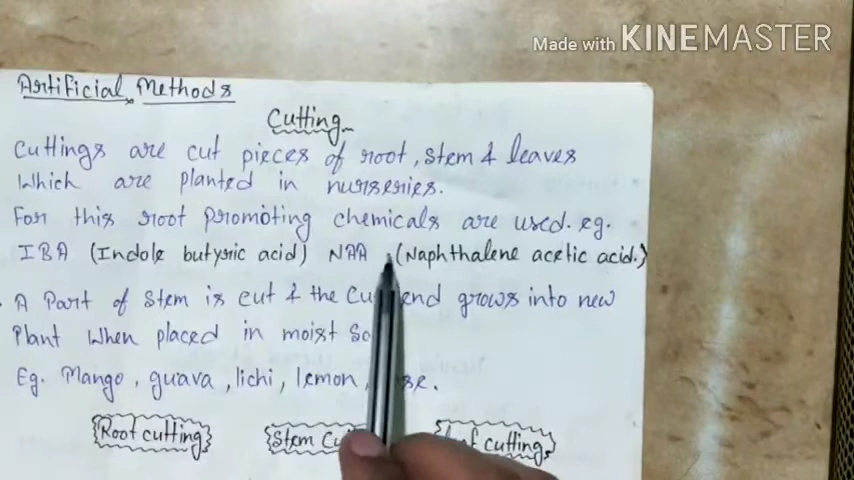 Made with KINEMASTER
Artificial Methods
Cutting
Cuttings are cut pieces of root, stem & leaves
Which are planted in nurseries.
For this root promoting chemicals are used. eg.
IBA (Indole butyric acid) NAA (Naphthalene acetic acid.)
A Part of stem is cut & the end grows into new
Plant when placed in moist
Eg. Mango, guava, lichi, lemon,
Root cutting
Stem cutting,